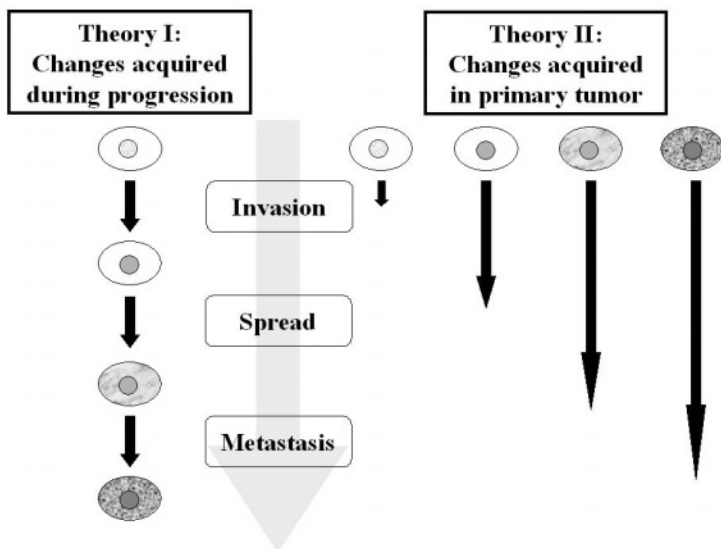 Theory I:
Changes acquired
during progression
Theory II:
Changes acquired
in primary tumor
Invasion
Spread
Metastasis